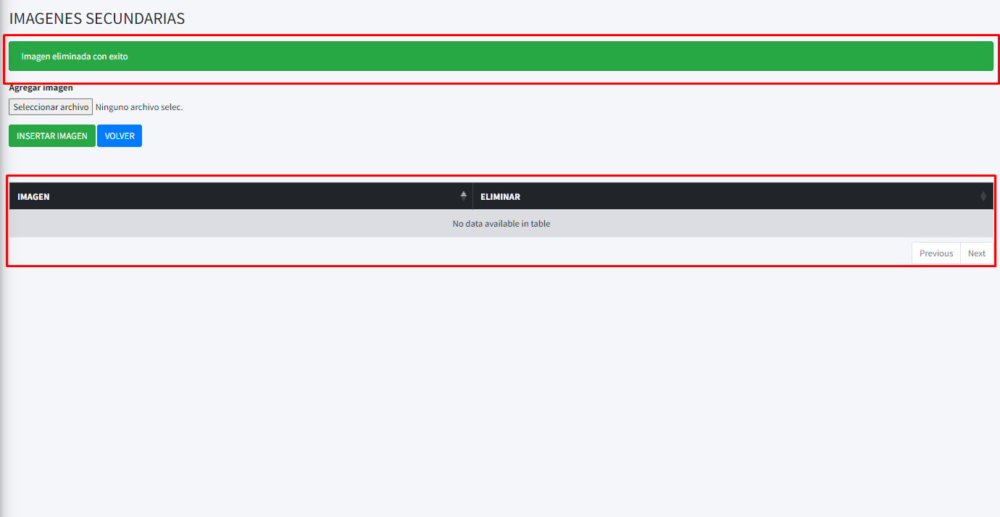 IMAGENES SECUNDARIAS
Imagen eliminada con exito
Agregar imagen
Seleccionar archivo Ninguno archivo selec.
INSERTAR IMAGEN VOLVER
IMAGEN ELIMINAR
No data available in table
Previous Next